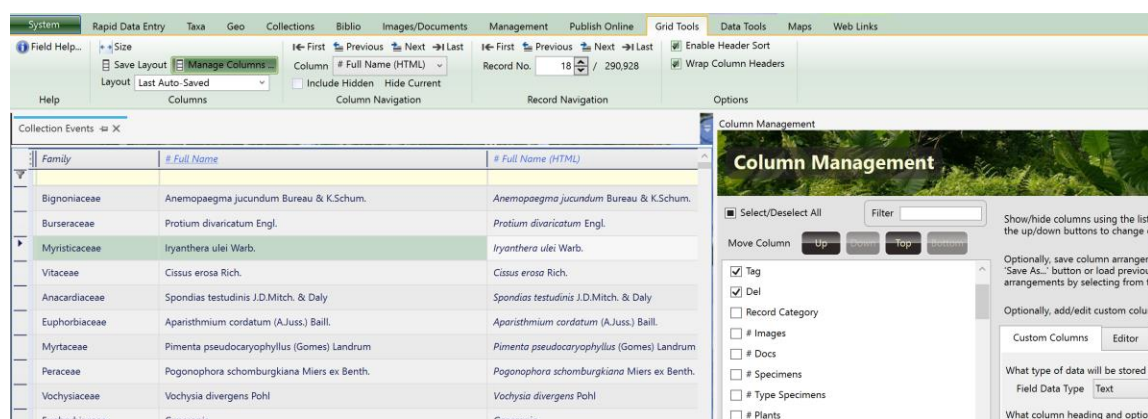 System Rapid Data Entry Taxa Geo Collections Biblio Images/Documents Management Publish Online Grid Tools Data Tools Maps Web Links
Field Help... Size First Previous Next Last First Previous Next Last Enable Header Sort
Save Layout Manage Columns ... Column # Full Name (HTML) Record No. 18 / 290,928 Wrap Column Headers
Layout Last Auto-Saved Include Hidden Hide Current
Help Columns Column Navigation Record Navigation Options
Collection Events
Family # Full Name # Full Name (HTML)
Bignoniaceae Anemopaegma jucundum Bureau & K.Schum. Anemopaegma jucundum Bureau & K.Schum.
Burseraceae Protium divaricatum Engl. Protium divaricatum Engl.
Myristicaceae Iryanthera ulei Warb. Iryanthera ulei Warb.
Vitaceae Cissus erosa Rich. Cissus erosa Rich.
Anacardiaceae Spondias testudinis J.D.Mitch. & Daly Spondias testudinis J.D.Mitch. & Daly
Euphorbiaceae Aparisthmium cordatum (A.Juss.) Baill. Aparisthmium cordatum (A.Juss.) Baill.
Myrtaceae Pimenta pseudocaryophyllus (Gomes) Landrum Pimenta pseudocaryophyllus (Gomes) Landrum
Peraceae Pogonophora schomburgkiana Miers ex Benth. Pogonophora schomburgkiana Miers ex Benth.
Vochysiaceae Vochysia divergens Pohl Vochysia divergens Pohl
Column Management
Column Management
Select/Deselect All Filter
Move Column Up Down Top Bottom
Tag
Del
Record Category
# Images
# Docs
# Specimens
# Type Specimens
# Plants
Show/hide columns using the list
the up/down buttons to change
Optionally, save column arrangem
'Save As...' button or load previou
arrangements by selecting from t
Optionally, add/edit custom colu
Custom Columns Editor
What type of data will be stored
Field Data Type Text
What column heading and optio